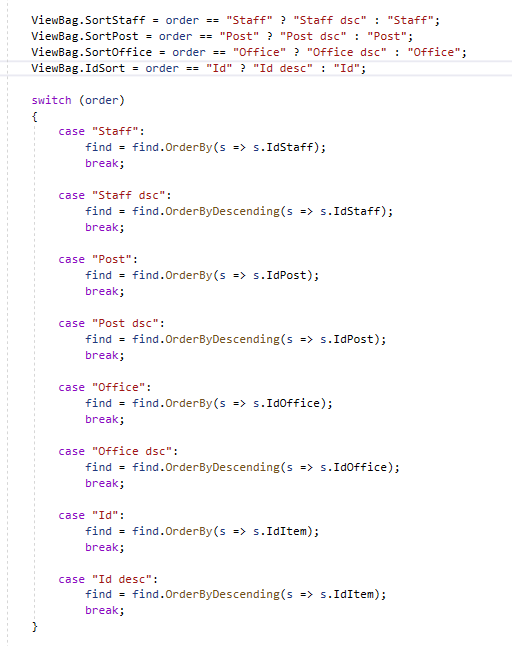 ViewBag.SortStaff = order == "Staff" ? "Staff dsc" : "Staff";
ViewBag.SortPost = order == "Post" ? "Post dsc" : "Post";
ViewBag.SortOffice = order == "Office" ? "Office dsc" : "Office";
ViewBag.IdSort = order == "Id" ? "Id desc" : "Id";

switch (order)
{
    case "Staff":
        find = find.OrderBy(s => s.IdStaff);
        break;

    case "Staff dsc":
        find = find.OrderByDescending(s => s.IdStaff);
        break;

    case "Post":
        find = find.OrderBy(s => s.IdPost);
        break;

    case "Post dsc":
        find = find.OrderByDescending(s => s.IdPost);
        break;

    case "Office":
        find = find.OrderBy(s => s.IdOffice);
        break;

    case "Office dsc":
        find = find.OrderByDescending(s => s.IdOffice);
        break;

    case "Id":
        find = find.OrderBy(s => s.IdItem);
        break;

    case "Id desc":
        find = find.OrderByDescending(s => s.IdItem);
        break;
}